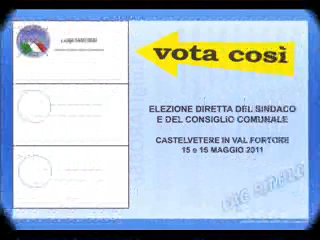 vota così
ELEZIONE DIRETTA DEL SINDACO
E DEL CONSIGLIO COMUNALE
CASTELVETERE IN VAL FORTORE
15 e 16 MAGGIO 2011